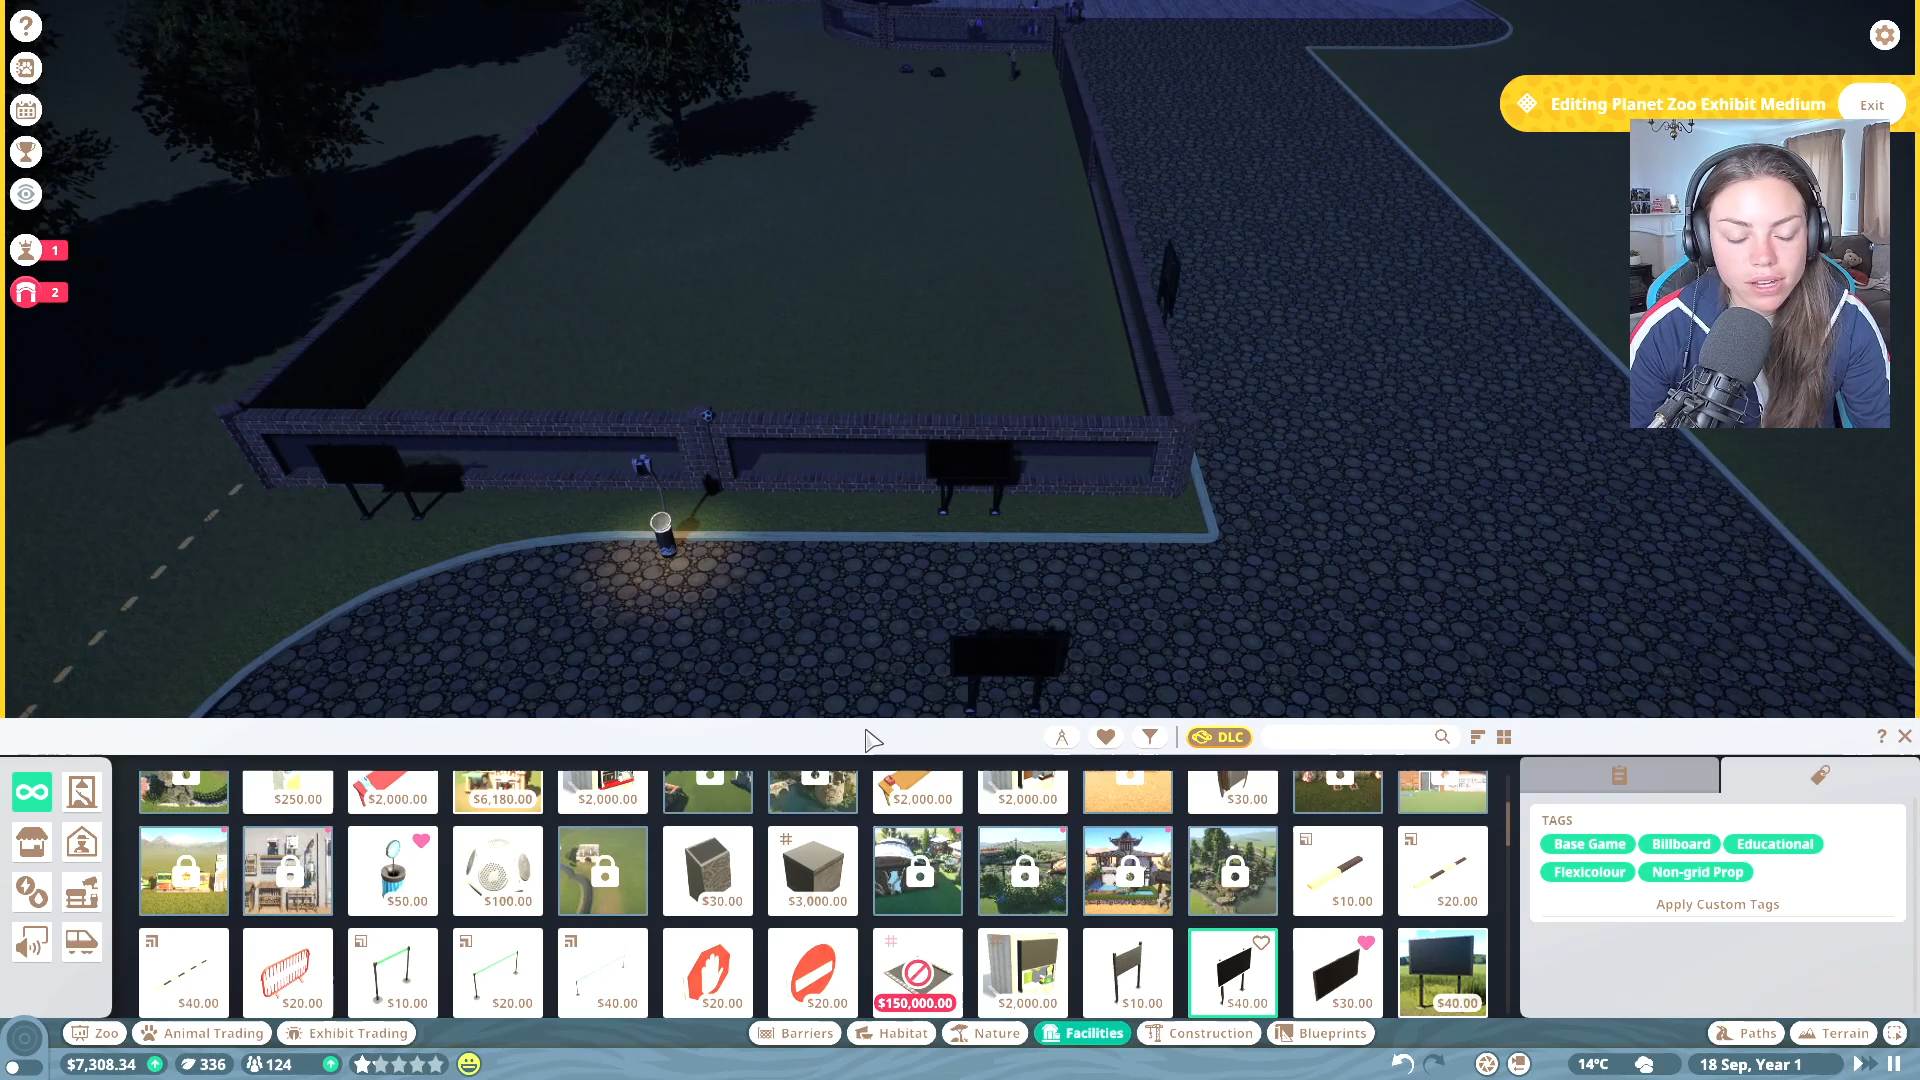 ?
Editing Planet Zoo Exhibit Medium
Exit
1
2
DLC
?
$250.00
$2,000.00
$6,180.00
$2,000.00
$2,000.00
$2,000.00
$30.00
$50.00
$100.00
$30.00
$3,000.00
$10.00
$20.00
$40.00
$20.00
$10.00
$20.00
$40.00
$20.00
$20.00
$150,000.00
$2,000.00
$10.00
$40.00
$30.00
$40.00
TAGS
Base Game
Billboard
Educational
Flexicolour
Non-grid Prop
Apply Custom Tags
Zoo
Animal Trading
Exhibit Trading
Barriers
Habitat
Nature
Facilities
Construction
Blueprints
Paths
Terrain
$7,308.34
336
124
14°C
18 Sep, Year 1